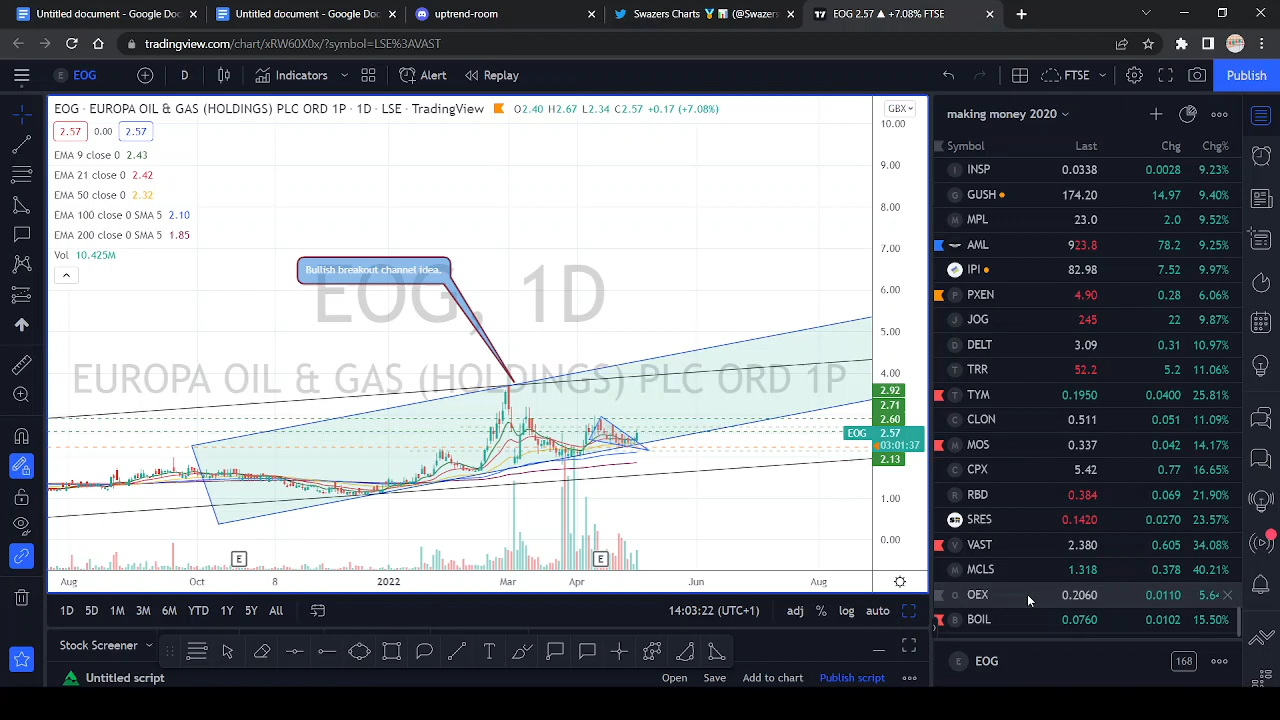 Untitled document - Google Doc
Untitled document - Google Doc
uptrend-room
Swazers Charts 🏅📊 (@Swazers
EOG 2.57 ▲ +7.08% FTSE
tradingview.com/chart/xRW60X0x/?symbol=LSE%3AVAST
E EOG
D
Indicators
Alert
Replay
FTSE
Publish
EOG · EUROPA OIL & GAS (HOLDINGS) PLC ORD 1P · 1D · LSE · TradingView
O2.40 H2.67 L2.34 C2.57 +0.17 (+7.08%)
2.57 0.00 2.57
EMA 9 close 0 2.43
EMA 21 close 0 2.42
EMA 50 close 0 2.32
EMA 100 close 0 SMA 5 2.10
EMA 200 close 0 SMA 5 1.85
Vol 10.425M
Bullish breakout channel idea.
EOG, 1D
EUROPA OIL & GAS (HOLDINGS) PLC ORD 1P
GBX
10.00
9.00
8.00
7.00
6.00
5.00
4.00
2.92
2.71
2.60
EOG 2.57
03:01:37
2.13
1.00
0.00
E
E
Aug Oct 8 2022 Mar Apr Jun Aug
1D 5D 1M 3M 6M YTD 1Y 5Y All
14:03:22 (UTC+1) adj % log auto
Stock Screener
Untitled script
Open Save Add to chart Publish script
making money 2020
Symbol Last Chg Chg%
I INSP 0.0338 0.0028 9.23%
G GUSH 174.20 14.97 9.40%
M MPL 23.0 2.0 9.52%
AML 923.8 78.2 9.25%
IPI 82.98 7.52 9.97%
P PXEN 4.90 0.28 6.06%
J JOG 245 22 9.87%
D DELT 3.09 0.31 10.97%
T TRR 52.2 5.2 11.06%
T TYM 0.1950 0.0400 25.81%
C CLON 0.511 0.051 11.09%
M MOS 0.337 0.042 14.17%
C CPX 5.42 0.77 16.65%
R RBD 0.384 0.069 21.90%
SR SRES 0.1420 0.0270 23.57%
V VAST 2.380 0.605 34.08%
M MCLS 1.318 0.378 40.21%
O OEX 0.2060 0.0110 5.64
B BOIL 0.0760 0.0102 15.50%
E EOG 168